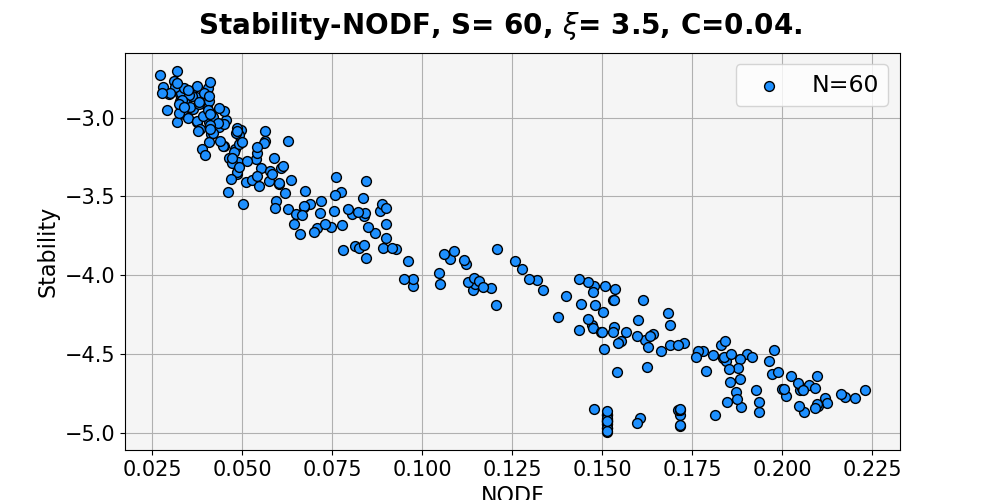 Stability-NODF, S= 60, ξ= 3.5, C=0.04.
N=60
Stability
−3.0
−3.5
−4.0
−4.5
−5.0
0.025 0.050 0.075 0.100 0.125 0.150 0.175 0.200 0.225
NODF